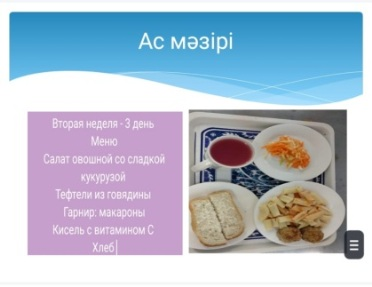 Ас мәзірі
Вторая неделя - 3 день
Меню
Салат овощной со сладкой
кукурузой
Тефтели из говядины
Гарнир: макароны
Кисель с витамином С
Хлеб